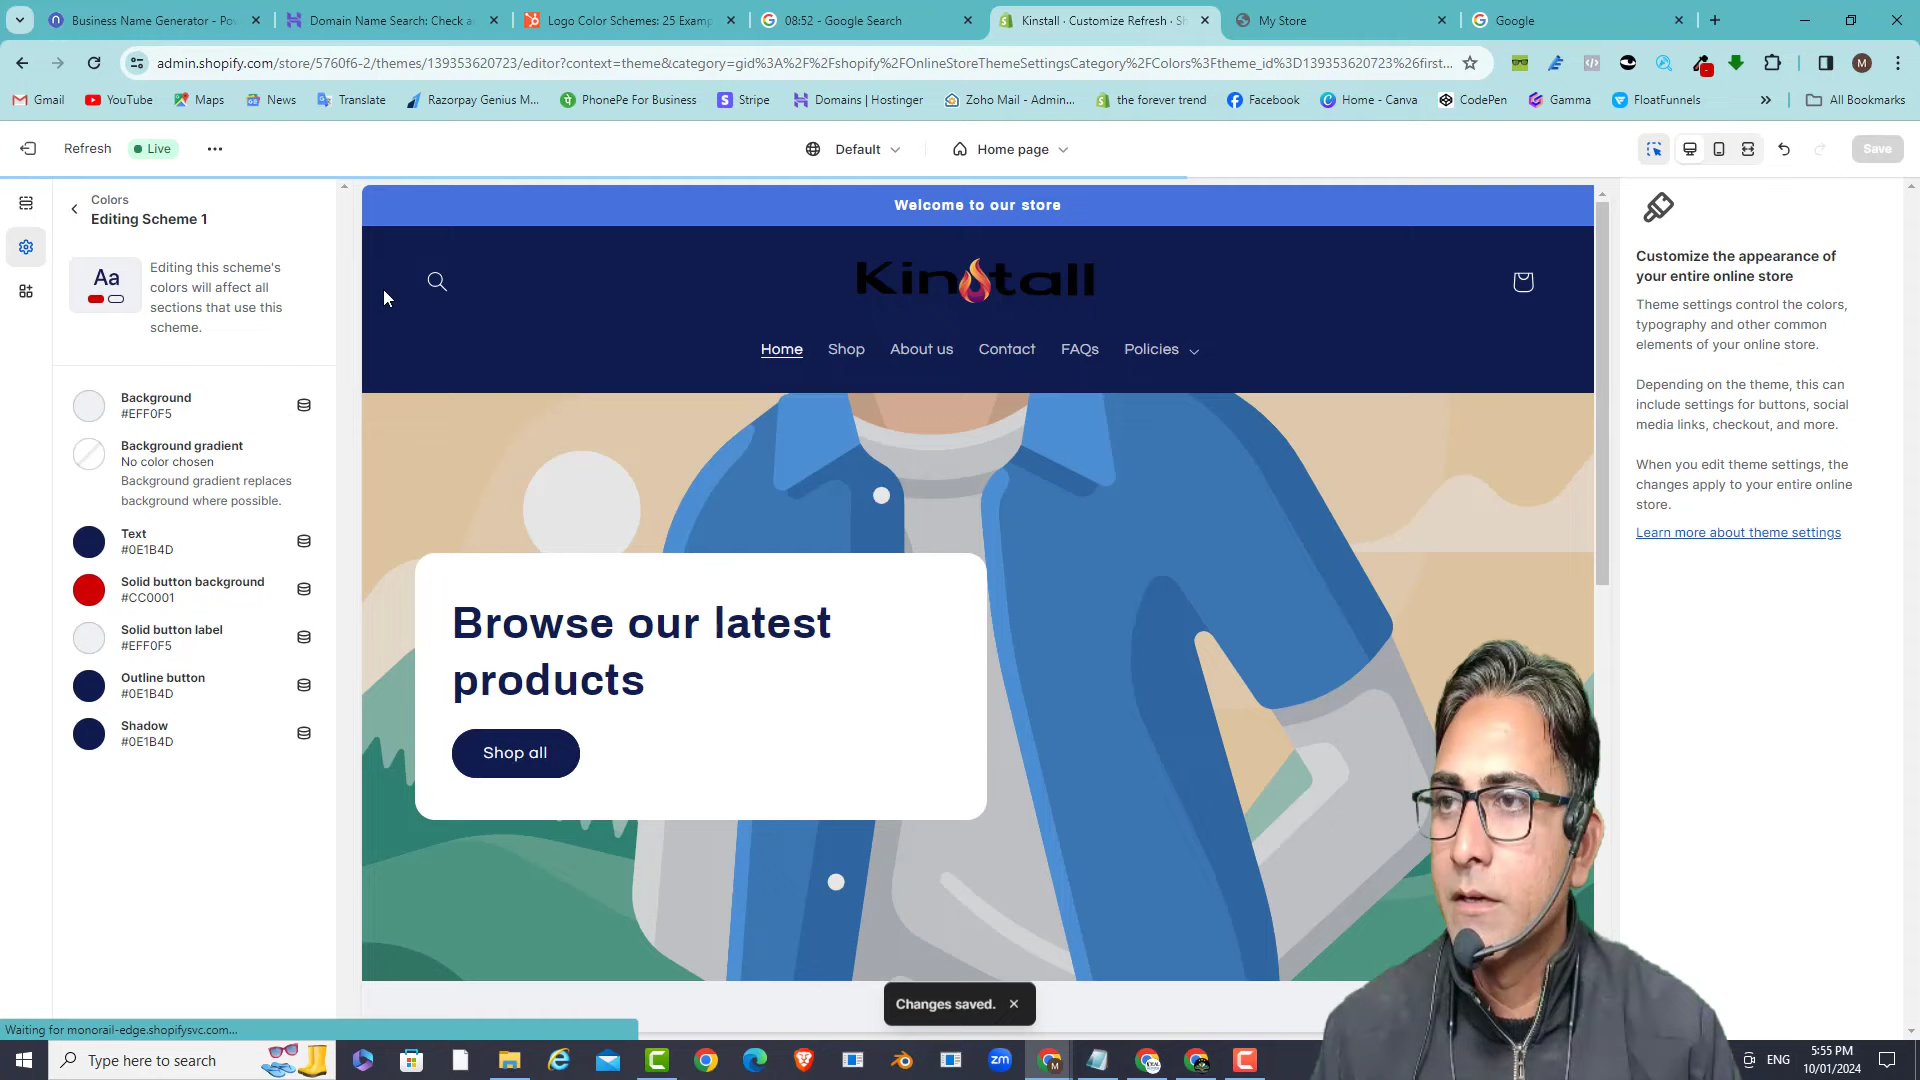 Business Name Generator - Po
Domain Name Search: Check a
Logo Color Schemes: 25 Examp
08:52 - Google Search
Kinstall · Customize Refresh · Sh
My Store
Google
admin.shopify.com/store/5760f6-2/themes/139353620723/editor?context=theme&category=gid%3A%2F%2Fshopify%2FOnlineStoreThemeSettingsCategory%2FColors%3Ftheme_id%3D139353620723%26first...
Gmail
YouTube
Maps
News
Translate
Razorpay Genius M...
PhonePe For Business
Stripe
Domains | Hostinger
Zoho Mail - Admin...
the forever trend
Facebook
Home - Canva
CodePen
Gamma
FloatFunnels
All Bookmarks
Refresh
Live
Default
Home page
Save
Colors
Editing Scheme 1
Aa
Editing this scheme's
colors will affect all
sections that use this
scheme.
Background
#EFF0F5
Background gradient
No color chosen
Background gradient replaces
background where possible.
Text
#0E1B4D
Solid button background
#CC0001
Solid button label
#EFF0F5
Outline button
#0E1B4D
Shadow
#0E1B4D
Welcome to our store
Kinstall
Home
Shop
About us
Contact
FAQs
Policies
Browse our latest
products
Shop all
Changes saved.
Customize the appearance of
your entire online store
Theme settings control the colors,
typography and other common
elements of your online store.
Depending on the theme, this can
include settings for buttons, social
media links, checkout, and more.
When you edit theme settings, the
changes apply to your entire online
store.
Learn more about theme settings
Waiting for monorail-edge.shopifysvc.com...
Type here to search
zm
M
ENG
5:55 PM
10/01/2024